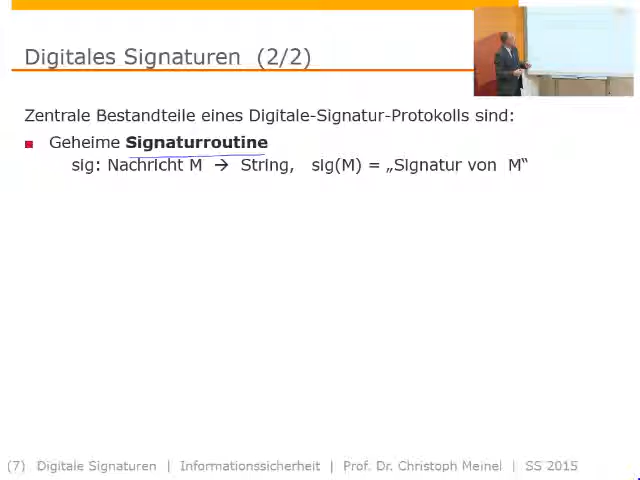 Digitales Signaturen (2/2)
Zentrale Bestandteile eines Digitale-Signatur-Protokolls sind:
Geheime Signaturroutine
sig: Nachricht M → String, sig(M) = „Signatur von M“
(7) Digitale Signaturen | Informationssicherheit | Prof. Dr. Christoph Meinel | SS 2015